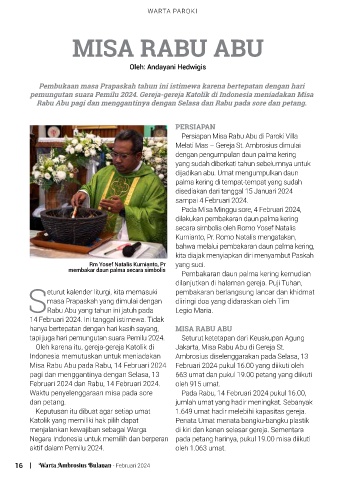 WARTA PAROKI
MISA RABU ABU
Oleh: Andayani Hedwigis
Pembukaan masa Prapaskah tahun ini istimewa karena bertepatan dengan hari
pemungutan suara Pemilu 2024. Gereja-gereja Katolik di Indonesia meniadakan Misa
Rabu Abu pagi dan menggantinya dengan Selasa dan Rabu pada sore dan petang.
Rm Yosef Natalis Kurnianto, Pr
membakar daun palma secara simbolis
Seturut kalender liturgi, kita memasuki
masa Prapaskah yang dimulai dengan
Rabu Abu yang tahun ini jatuh pada
14 Februari 2024. Ini tanggal istimewa. Tidak
hanya bertepatan dengan hari kasih sayang,
tapi juga hari pemungutan suara Pemilu 2024.
Oleh karena itu, gereja-gereja Katolik di
Indonesia memutuskan untuk meniadakan
Misa Rabu Abu pada Rabu, 14 Februari 2024
pagi dan menggantinya dengan Selasa, 13
Februari 2024 dan Rabu, 14 Februari 2024.
Waktu penyelenggaraan misa pada sore
dan petang.
Keputusan itu dibuat agar setiap umat
Katolik yang memiliki hak pilih dapat
menjalankan kewajiban sebagai Warga
Negara Indonesia untuk memilih dan berperan
aktif dalam Pemilu 2024.
PERSIAPAN
Persiapan Misa Rabu Abu di Paroki Villa
Melati Mas – Gereja St. Ambrosius dimulai
dengan pengumpulan daun palma kering
yang sudah diberkati tahun sebelumnya untuk
dijadikan abu. Umat mengumpulkan daun
palma kering di tempat-tempat yang sudah
disediakan dari tanggal 15 Januari 2024
sampai 4 Februari 2024.
Pada Misa Minggu sore, 4 Februari 2024,
dilakukan pembakaran daun palma kering
secara simbolis oleh Romo Yosef Natalis
Kurnianto, Pr. Romo Natalis mengatakan,
bahwa melalui pembakaran daun palma kering,
kita diajak menyiapkan diri menyambut Paskah
yang suci.
Pembakaran daun palma kering kemudian
dilanjutkan di halaman gereja. Puji Tuhan,
pembakaran berlangsung lancar dan khidmat
diiringi doa yang didaraskan oleh Tim
Legio Maria.
MISA RABU ABU
Seturut ketetapan dari Keuskupan Agung
Jakarta, Misa Rabu Abu di Gereja St.
Ambrosius diselenggarakan pada Selasa, 13
Februari 2024 pukul 16.00 yang diikuti oleh
663 umat dan pukul 19.00 petang yang diikuti
oleh 915 umat.
Pada Rabu, 14 Februari 2024 pukul 16.00,
jumlah umat yang hadir meningkat. Sebanyak
1.649 umat hadir melebihi kapasitas gereja.
Penata Umat menata bangku-bangku plastik
di kiri dan kanan selasar gereja. Sementara
pada petang harinya, pukul 19.00 misa diikuti
oleh 1.063 umat.
16 | Warta Ambrosius Bulanan - Februari 2024